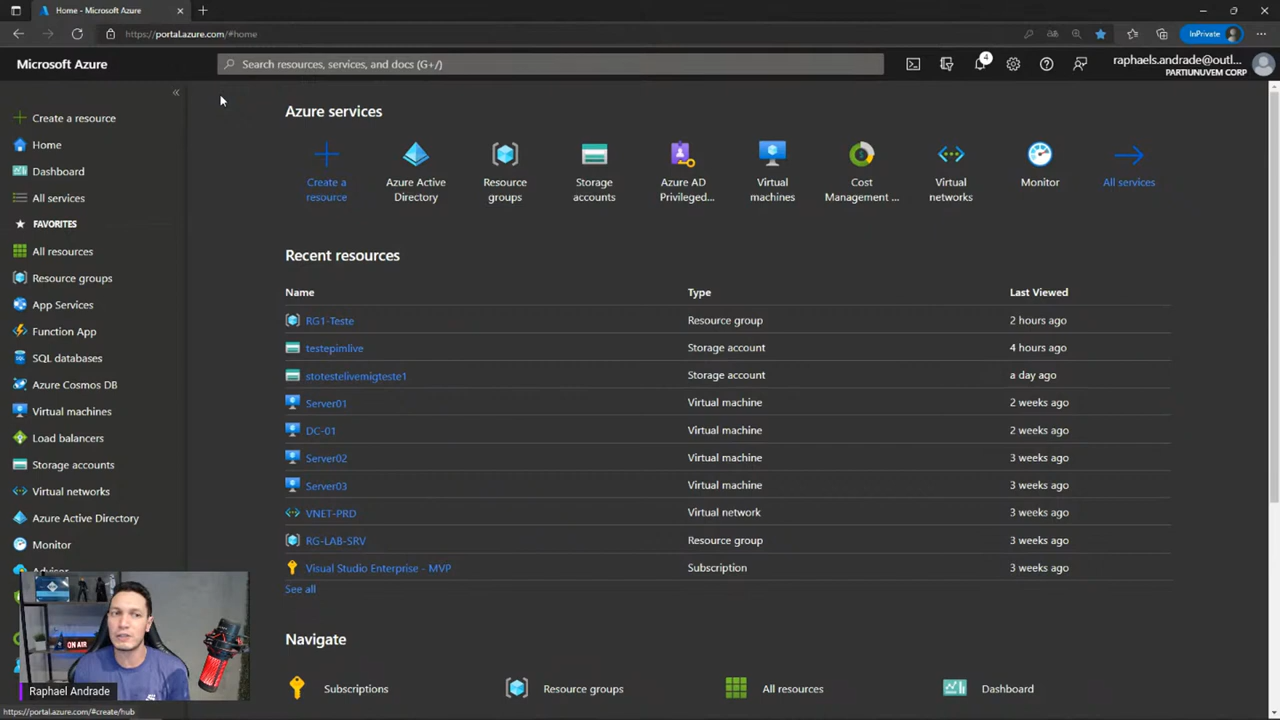 Home - Microsoft Azure
https://portal.azure.com/#home
InPrivate
Microsoft Azure
Search resources, services, and docs (G+/)
4
raphaels.andrade@outl...
PARTIUNUVEM CORP
Create a resource
Home
Dashboard
All services
FAVORITES
All resources
Resource groups
App Services
Function App
SQL databases
Azure Cosmos DB
Virtual machines
Load balancers
Storage accounts
Virtual networks
Azure Active Directory
Monitor
Advisor
Azure services
Create a
resource
Azure Active
Directory
Resource
groups
Storage
accounts
Azure AD
Privileged...
Virtual
machines
Cost
Management ...
Virtual
networks
Monitor
All services
Recent resources
Name Type Last Viewed
RG1-Teste Resource group 2 hours ago
testepimlive Storage account 4 hours ago
stotestelivemigteste1 Storage account a day ago
Server01 Virtual machine 2 weeks ago
DC-01 Virtual machine 2 weeks ago
Server02 Virtual machine 3 weeks ago
Server03 Virtual machine 3 weeks ago
VNET-PRD Virtual network 3 weeks ago
RG-LAB-SRV Resource group 3 weeks ago
Visual Studio Enterprise - MVP Subscription 3 weeks ago
See all
Navigate
Subscriptions Resource groups All resources Dashboard
ON AIR
Raphael Andrade
https://portal.azure.com/#create/hub